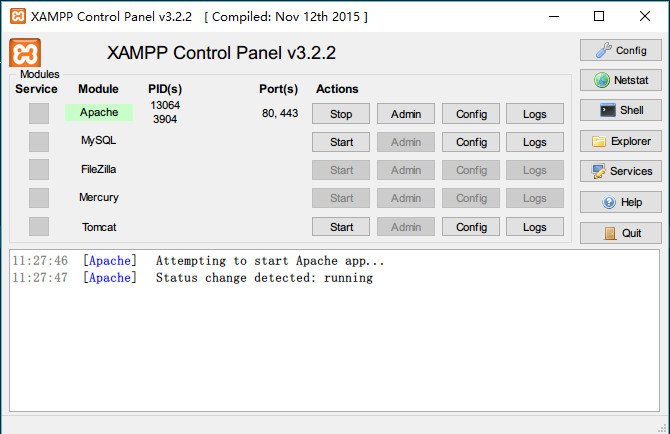 XAMPP Control Panel v3.2.2 [ Compiled: Nov 12th 2015 ]
XAMPP Control Panel v3.2.2
Config
Modules
Service Module PID(s) Port(s) Actions
Netstat
Apache 13064 3904 80, 443 Stop Admin Config Logs
Shell
MySQL Start Admin Config Logs
Explorer
FileZilla Start Admin Config Logs
Services
Mercury Start Admin Config Logs
Help
Tomcat Start Admin Config Logs
Quit
11:27:46 [Apache] Attempting to start Apache app...
11:27:47 [Apache] Status change detected: running